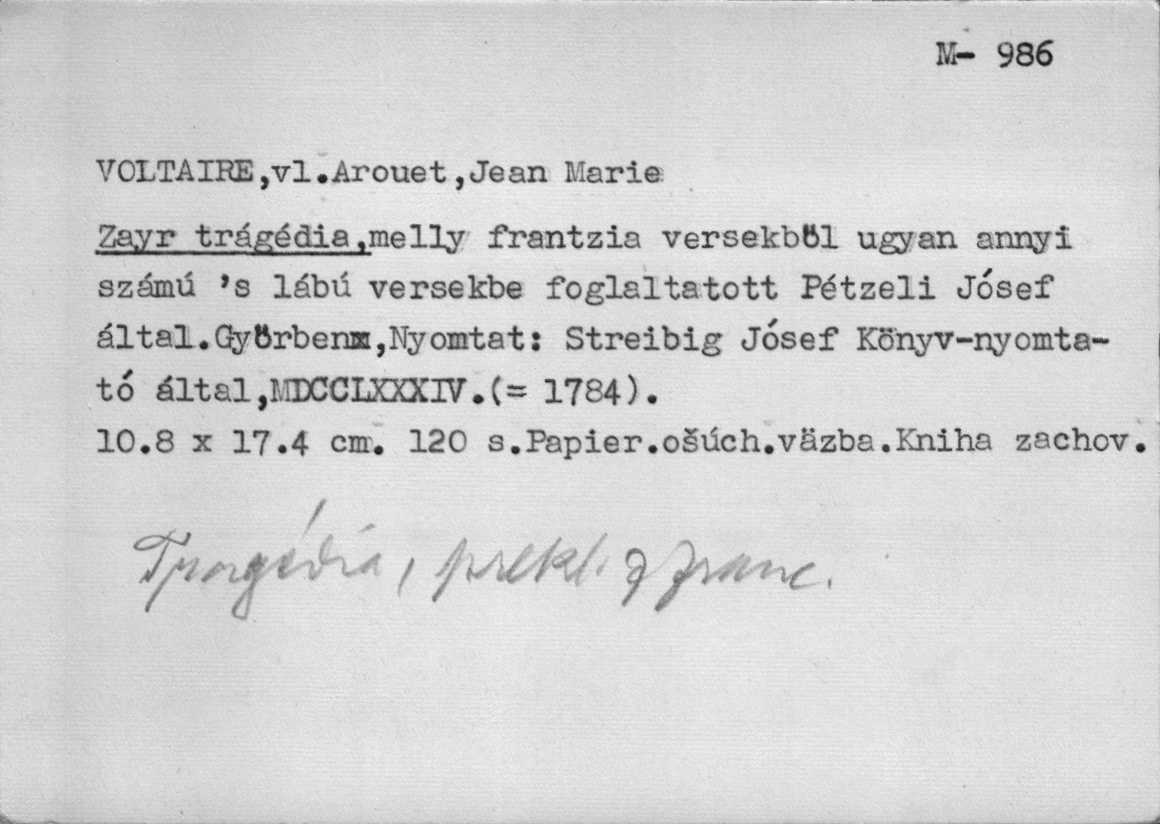 M- 986
VOLTAIRE,vl.Arouet,Jean Marie
Zayr trágédia,melly frantzia versekből ugyan annyi
számú 's lábú versekbe foglaltatott Pétzeli Jósef
által.Győrbenx,Nyomtat: Streibig Jósef Könyv-nyomta-
tó által,MDCCLXXXIV.(= 1784).
10.8 x 17.4 cm. 120 s.Papier.ošúch.väzba.Kniha zachov.
Tragédia, prekl. z franc.